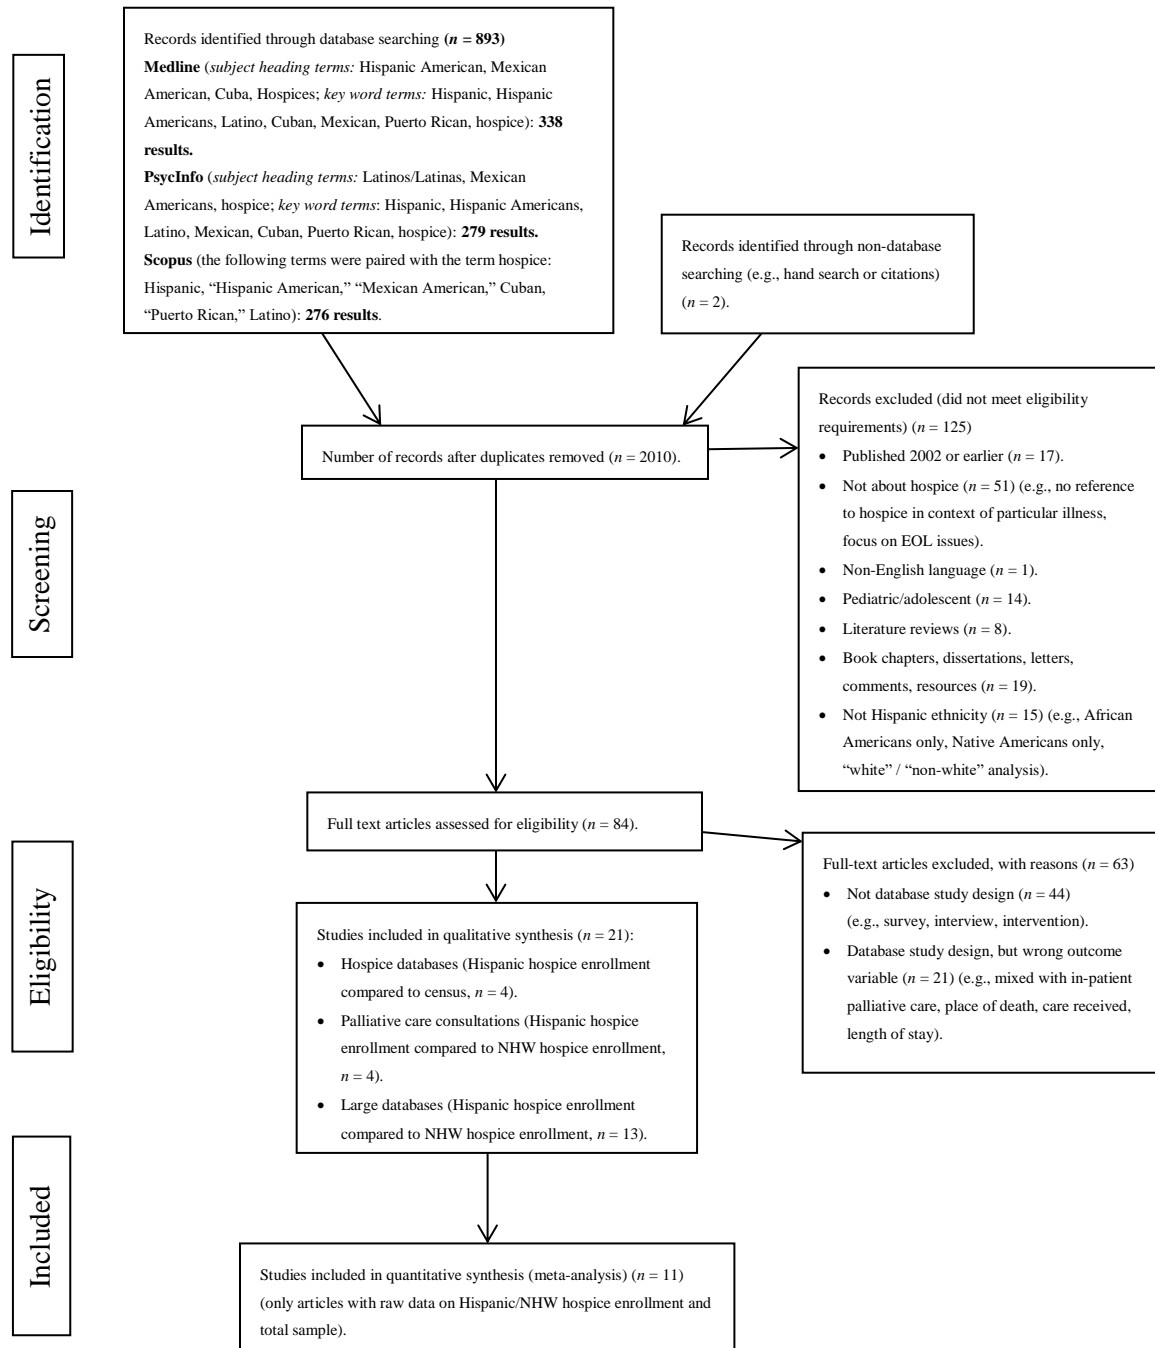 Identification
Records identified through database searching (n = 893)
Medline (subject heading terms: Hispanic American, Mexican
American, Cuba, Hospices; key word terms: Hispanic, Hispanic
Americans, Latino, Cuban, Mexican, Puerto Rican, hospice): 338
results.
PsycInfo (subject heading terms: Latinos/Latinas, Mexican
Americans, hospice; key word terms: Hispanic, Hispanic Americans,
Latino, Mexican, Cuban, Puerto Rican, hospice): 279 results.
Scopus (the following terms were paired with the term hospice:
Hispanic, “Hispanic American,” “Mexican American,” Cuban,
“Puerto Rican,” Latino): 276 results.
Records identified through non-database
searching (e.g., hand search or citations)
(n = 2).
Screening
Number of records after duplicates removed (n = 2010).
Records excluded (did not meet eligibility
requirements) (n = 125)
• Published 2002 or earlier (n = 17).
• Not about hospice (n = 51) (e.g., no reference
to hospice in context of particular illness,
focus on EOL issues).
• Non-English language (n = 1).
• Pediatric/adolescent (n = 14).
• Literature reviews (n = 8).
• Book chapters, dissertations, letters,
comments, resources (n = 19).
• Not Hispanic ethnicity (n = 15) (e.g., African
Americans only, Native Americans only,
“white” / “non-white” analysis).
Eligibility
Full text articles assessed for eligibility (n = 84).
Full-text articles excluded, with reasons (n = 63)
• Not database study design (n = 44)
(e.g., survey, interview, intervention).
• Database study design, but wrong outcome
variable (n = 21) (e.g., mixed with in-patient
palliative care, place of death, care received,
length of stay).
Studies included in qualitative synthesis (n = 21):
• Hospice databases (Hispanic hospice enrollment
compared to census, n = 4).
• Palliative care consultations (Hispanic hospice
enrollment compared to NHW hospice enrollment,
n = 4).
• Large databases (Hispanic hospice enrollment
compared to NHW hospice enrollment, n = 13).
Included
Studies included in quantitative synthesis (meta-analysis) (n = 11)
(only articles with raw data on Hispanic/NHW hospice enrollment and
total sample).